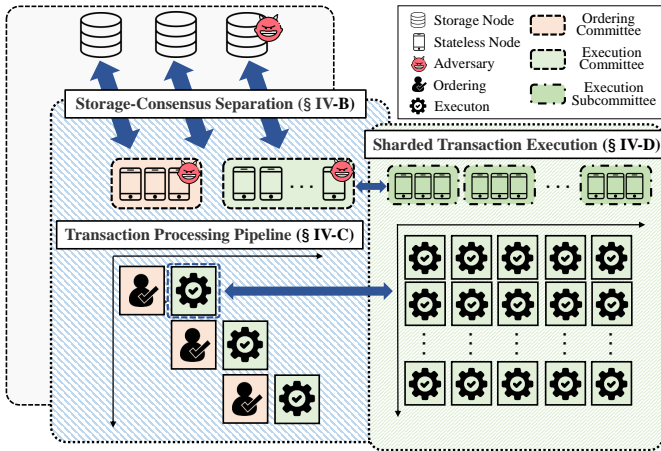 Storage Node
Stateless Node
Adversary
Ordering
Executon
Ordering
Committee
Execution
Committee
Execution
Subcommittee
Storage-Consensus Separation (§ IV-B)
Sharded Transaction Execution (§ IV-D)
Transaction Processing Pipeline (§ IV-C)